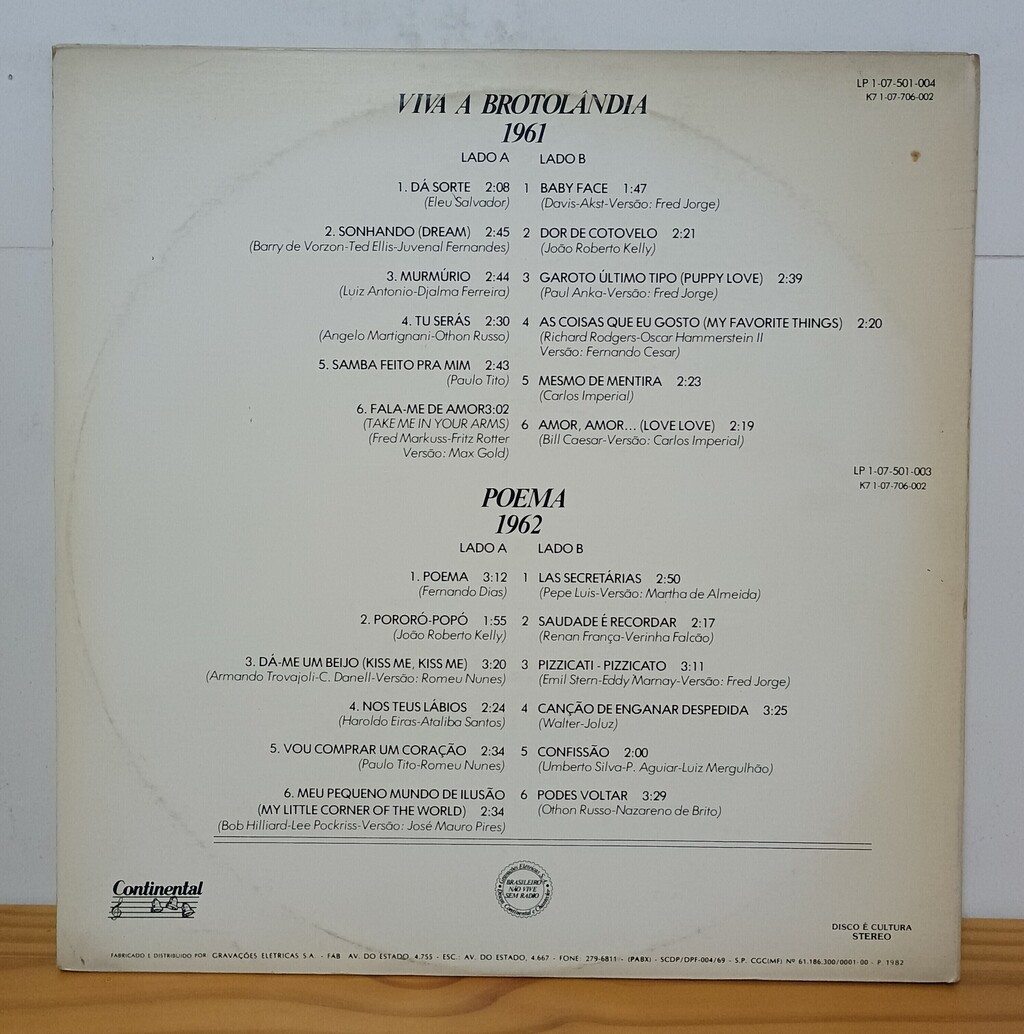 LP 1-07-501-004
K7 1-07-706-002
VIVA A BROTOLÂNDIA
1961
LADO A
1. DÁ SORTE 2:08
(Eleu Salvador)
2. SONHANDO (DREAM) 2:45
(Barry de Vorzon-Ted Ellis-Juvenal Fernandes)
3. MURMÚRIO 2:44
(Luiz Antonio-Djalma Ferreira)
4. TU SERÁS 2:30
(Angelo Martignani-Othon Russo)
5. SAMBA FEITO PRA MIM 2:43
(Paulo Tito)
6. FALA-ME DE AMOR3:02
(TAKE ME IN YOUR ARMS)
(Fred Markuss-Fritz Rotter
Versão: Max Gold)
LADO B
1 BABY FACE 1:47
(Davis-Akst-Versão: Fred Jorge)
2 DOR DE COTOVELO 2:21
(João Roberto Kelly)
3 GAROTO ÚLTIMO TIPO (PUPPY LOVE) 2:39
(Paul Anka-Versão: Fred Jorge)
4 AS COISAS QUE EU GOSTO (MY FAVORITE THINGS) 2:20
(Richard Rodgers-Oscar Hammerstein II
Versão: Fernando Cesar)
5 MESMO DE MENTIRA 2:23
(Carlos Imperial)
6 AMOR, AMOR... (LOVE LOVE) 2:19
(Bill Caesar-Versão: Carlos Imperial)
LP 1-07-501-003
K7 1-07-706-002
POEMA
1962
LADO A
1. POEMA 3:12
(Fernando Dias)
2. PORORÓ-POPÓ 1:55
(João Roberto Kelly)
3. DÁ-ME UM BEIJO (KISS ME, KISS ME) 3:20
(Armando Trovajoli-C. Danell-Versão: Romeu Nunes)
4. NOS TEUS LÁBIOS 2:24
(Haroldo Eiras-Ataliba Santos)
5. VOU COMPRAR UM CORAÇÃO 2:34
(Paulo Tito-Romeu Nunes)
6. MEU PEQUENO MUNDO DE ILUSÃO
(MY LITTLE CORNER OF THE WORLD) 2:34
(Bob Hilliard-Lee Pockriss-Versão: José Mauro Pires)
LADO B
1 LAS SECRETÁRIAS 2:50
(Pepe Luis-Versão: Martha de Almeida)
2 SAUDADE É RECORDAR 2:17
(Renan França-Verinha Falcão)
3 PIZZICATI - PIZZICATO 3:11
(Emil Stern-Eddy Marnay-Versão: Fred Jorge)
4 CANÇÃO DE ENGANAR DESPEDIDA 3:25
(Walter-Joluz)
5 CONFISSÃO 2:00
(Umberto Silva-P. Aguiar-Luiz Mergulhão)
6 PODES VOLTAR 3:29
(Othon Russo-Nazareno de Brito)
Continental
BRASILEIRO
NÃO VIVE
SEM RADIO
DISCO É CULTURA
STEREO
FABRICADO E DISTRIBUIDO POR GRAVAÇÕES ELETRICAS S.A. - FAB AV. DO ESTADO, 4.755 - ESC.: AV. DO ESTADO, 4.667 - FONE 279-6811 - (PABX) - SCDP/DPF-004/69 - S.P. CGC(MF) Nº 61.186.300/0001-00 - P 1982